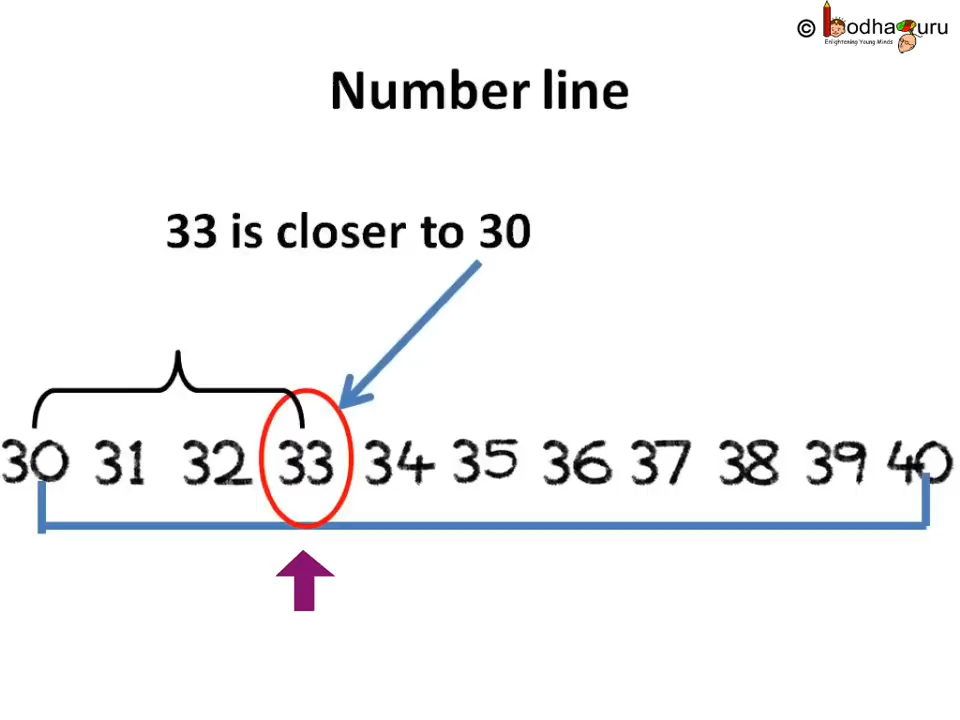 © BodhaGuru
Enlightening Young Minds
Number line
33 is closer to 30
30 31 32 33 34 35 36 37 38 39 40